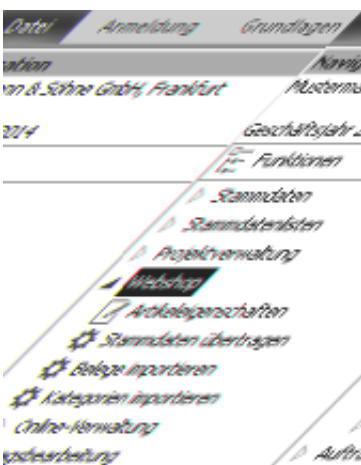 Datei Anmeldung Grundlagen
ation Navig
nn & Söhne GmbH, Frankfurt Musterma
2014 Geschäftsjahr
Funktionen
Stammdaten
Stammdatenlisten
Projektverwaltung
Webshop
Artikeleigenschaften
Stammdaten übertragen
Belege importieren
Kategorien importieren
Online-Verwaltung
gsbearbeitung Auftra